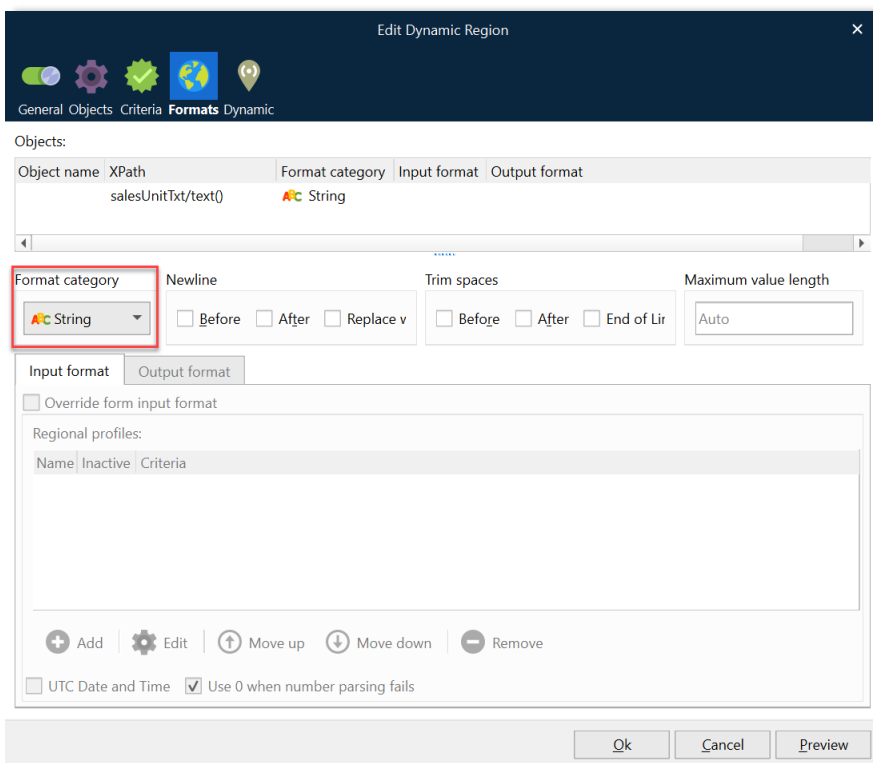 Edit Dynamic Region
General Objects Criteria Formats Dynamic
Objects:
Object name XPath Format category Input format Output format
salesUnitTxt/text() ABC String
Format category Newline Trim spaces Maximum value length
ABC String Before After Replace v Before After End of Lir Auto
Input format Output format
Override form input format
Regional profiles:
Name Inactive Criteria
Add Edit Move up Move down Remove
UTC Date and Time Use 0 when number parsing fails
Ok Cancel Preview